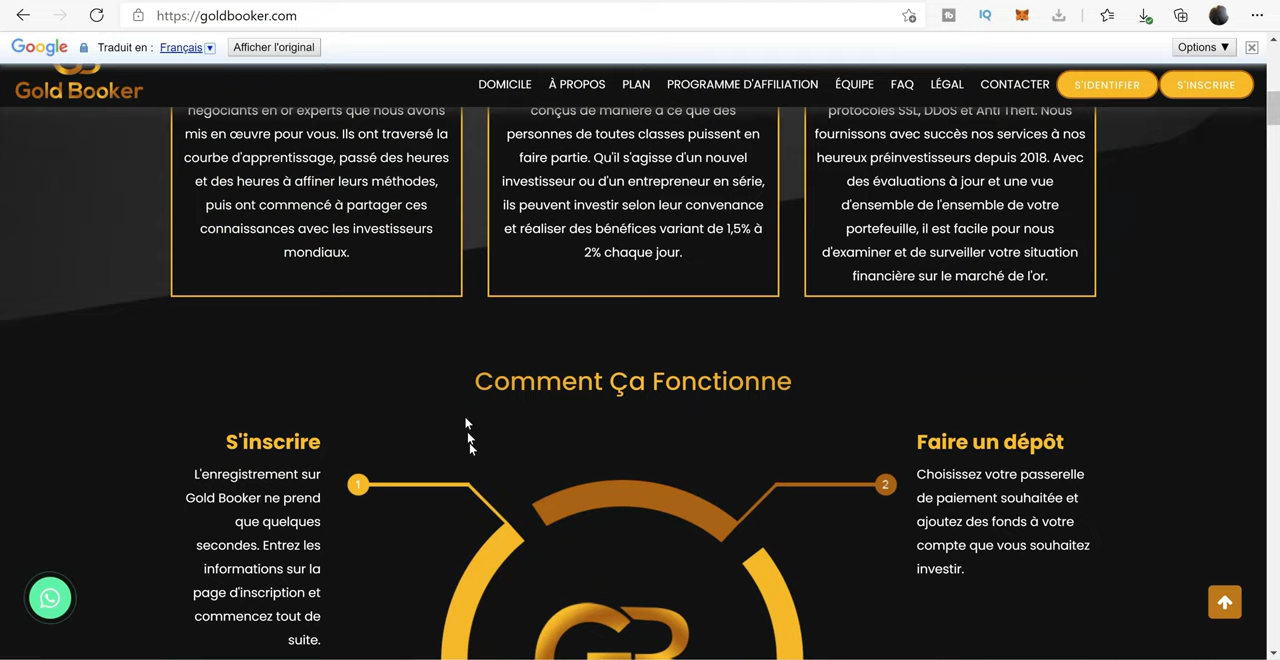 https://goldbooker.com
Google Traduit en : Français ▼ Afficher l'original Options ▼
Gold Booker
DOMICILE À PROPOS PLAN PROGRAMME D'AFFILIATION ÉQUIPE FAQ LÉGAL CONTACTER S'IDENTIFIER S'INSCRIRE
négociants en or experts que nous avons
mis en œuvre pour vous. Ils ont traversé la
courbe d'apprentissage, passé des heures
et des heures à affiner leurs méthodes,
puis ont commencé à partager ces
connaissances avec les investisseurs
mondiaux.
conçus de manière à ce que des
personnes de toutes classes puissent en
faire partie. Qu'il s'agisse d'un nouvel
investisseur ou d'un entrepreneur en série,
ils peuvent investir selon leur convenance
et réaliser des bénéfices variant de 1,5% à
2% chaque jour.
protocoles SSL, DDoS et Anti Theft. Nous
fournissons avec succès nos services à nos
heureux préinvestisseurs depuis 2018. Avec
des évaluations à jour et une vue
d'ensemble de l'ensemble de votre
portefeuille, il est facile pour nous
d'examiner et de surveiller votre situation
financière sur le marché de l'or.
Comment Ça Fonctionne
S'inscrire
L'enregistrement sur
Gold Booker ne prend
que quelques
secondes. Entrez les
informations sur la
page d'inscription et
commencez tout de
suite.
1
2
Faire un dépôt
Choisissez votre passerelle
de paiement souhaitée et
ajoutez des fonds à votre
compte que vous souhaitez
investir.